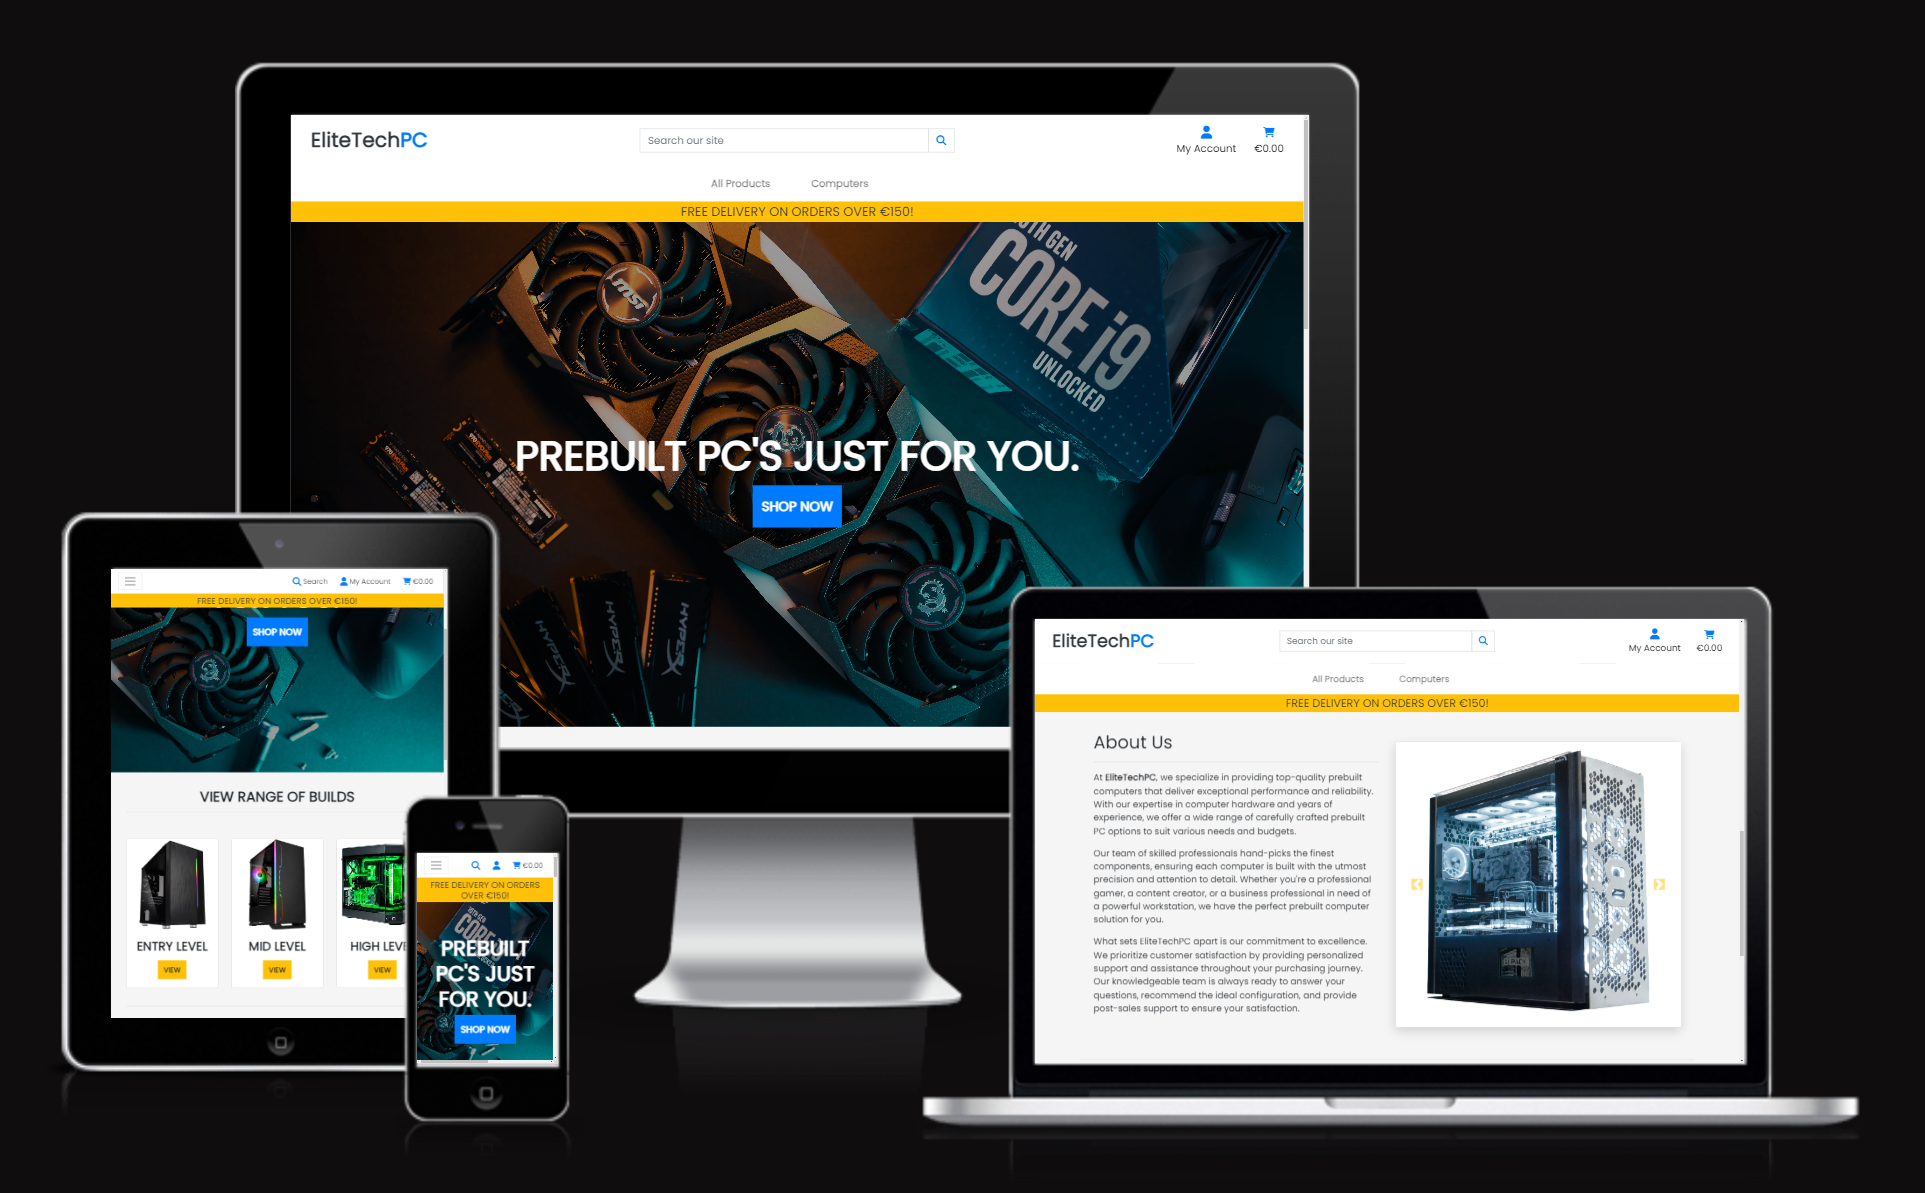 EliteTechPC
Search our site
My Account
€0.00
All Products
Computers
FREE DELIVERY ON ORDERS OVER €150!
CORE i9
UNLOCKED
msi
PREBUILT PC'S JUST FOR YOU.
SHOP NOW
HYPERX
HYPERX
HYPERX
Search
My Account
€0.00
FREE DELIVERY ON ORDERS OVER €150!
SHOP NOW
VIEW RANGE OF BUILDS
ENTRY LEVEL
MID LEVEL
HIGH LEVE
VIEW
VIEW
VIEW
€0.00
FREE DELIVERY ON ORDERS
OVER €150!
PREBUILT
PC'S JUST
FOR YOU.
SHOP NOW
EliteTechPC
Search our site
My Account
€0.00
All Products
Computers
FREE DELIVERY ON ORDERS OVER €150!
About Us
At EliteTechPC, we specialize in providing top-quality prebuilt
computers that deliver exceptional performance and reliability.
With our expertise in computer hardware and years of
experience, we offer a wide range of carefully crafted prebuilt
PC options to suit various needs and budgets.
Our team of skilled professionals hand-picks the finest
components, ensuring each computer is built with the utmost
precision and attention to detail. Whether you're a professional
gamer, a content creator, or a business professional in need of
a powerful workstation, we have the perfect prebuilt computer
solution for you.
What sets EliteTechPC apart is our commitment to excellence.
We prioritize customer satisfaction by providing personalized
support and assistance throughout your purchasing journey.
Our knowledgeable team is always ready to answer your
questions, recommend the ideal configuration, and provide
post-sales support to ensure your satisfaction.